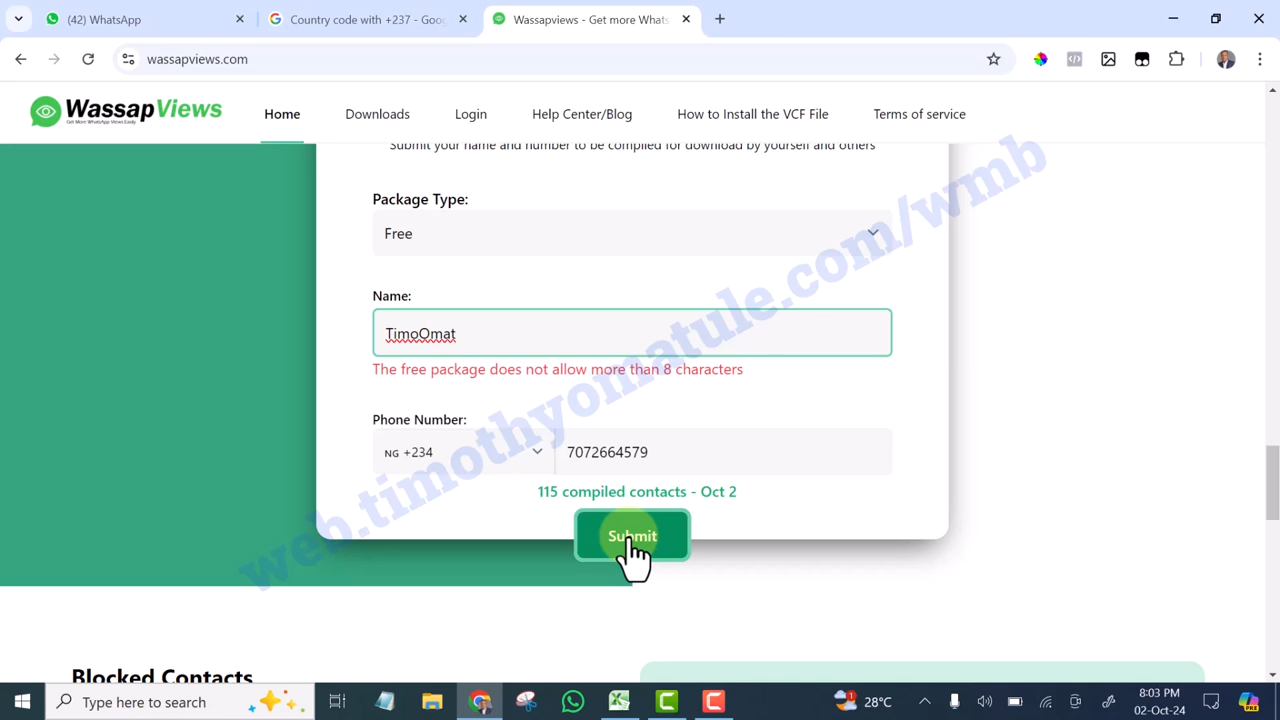 (42) WhatsApp
Country code with +237 - Goo
Wassapviews - Get more Whats
wassapviews.com
WassapViews
Get More WhatsApp Views Easily
Home
Downloads
Login
Help Center/Blog
How to Install the VCF File
Terms of service
Submit your name and number to be compiled for download by yourself and others
Package Type:
Free
Name:
TimoOmat
The free package does not allow more than 8 characters
Phone Number:
NG +234
7072664579
115 compiled contacts - Oct 2
Submit
web.timothyomatule.com/wmb
Blocked Contacts
Type here to search
1
28°C
8:03 PM
02-Oct-24
PRE